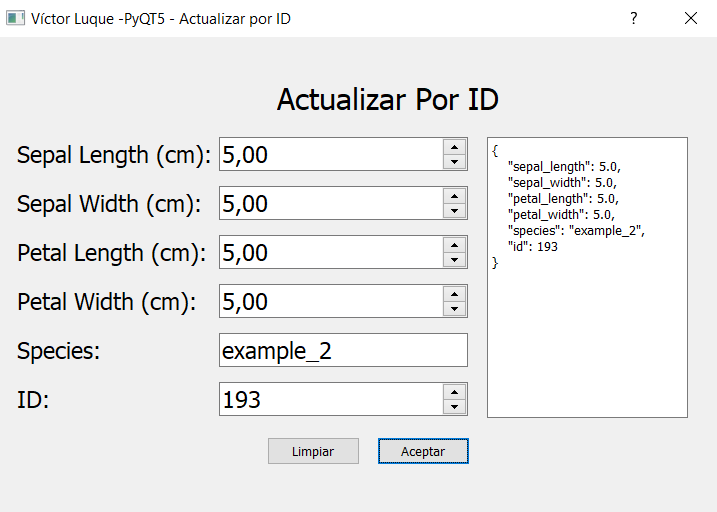 Víctor Luque -PyQT5 - Actualizar por ID
?
Actualizar Por ID
Sepal Length (cm): 5,00
Sepal Width (cm): 5,00
Petal Length (cm): 5,00
Petal Width (cm): 5,00
Species: example_2
ID: 193
{
    "sepal_length": 5.0,
    "sepal_width": 5.0,
    "petal_length": 5.0,
    "petal_width": 5.0,
    "species": "example_2",
    "id": 193
}
Limpiar Aceptar